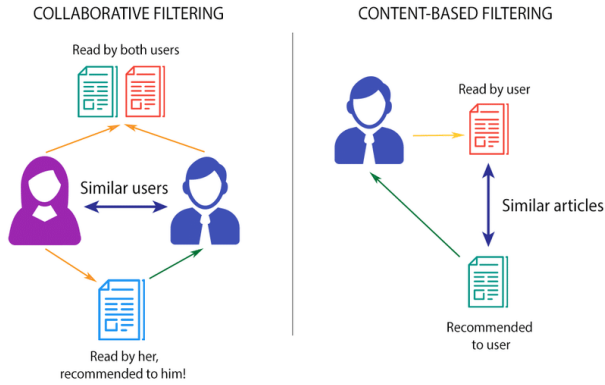 COLLABORATIVE FILTERING
Read by both users
Similar users
Read by her,
recommended to him!
CONTENT-BASED FILTERING
Read by user
Similar articles
Recommended
to user